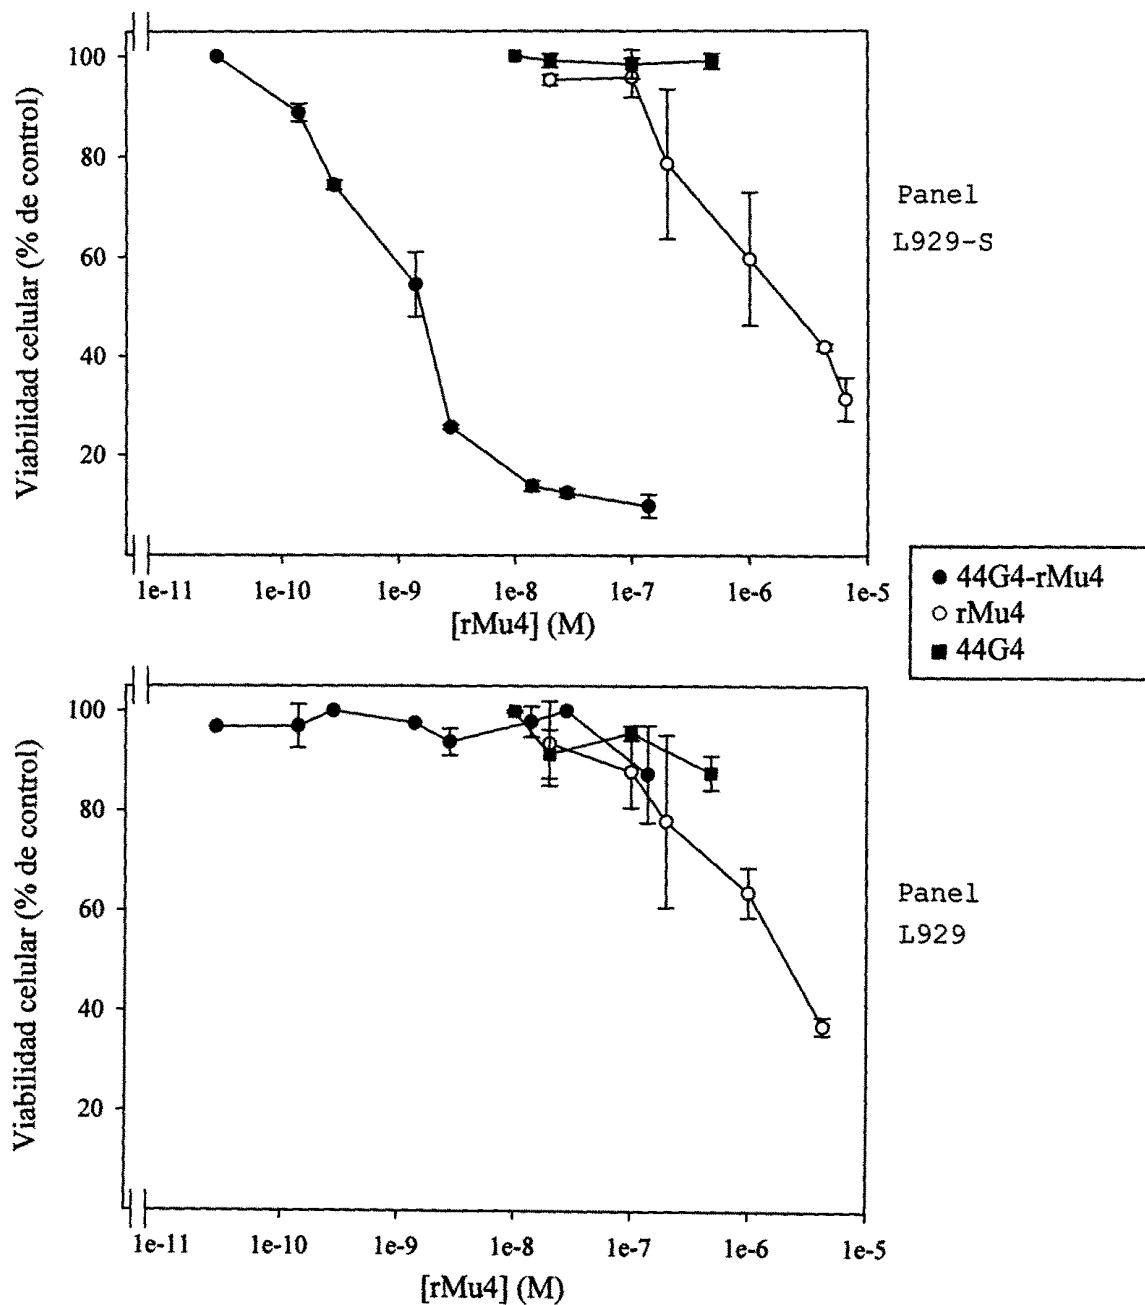 Viabilidad celular (% de control)
100
80
60
40
20
1e-11 1e-10 1e-9 1e-8 1e-7 1e-6 1e-5
[rMu4] (M)
Panel
L929-S
44G4-rMu4
rMu4
44G4
Viabilidad celular (% de control)
100
80
60
40
20
1e-11 1e-10 1e-9 1e-8 1e-7 1e-6 1e-5
[rMu4] (M)
Panel
L929